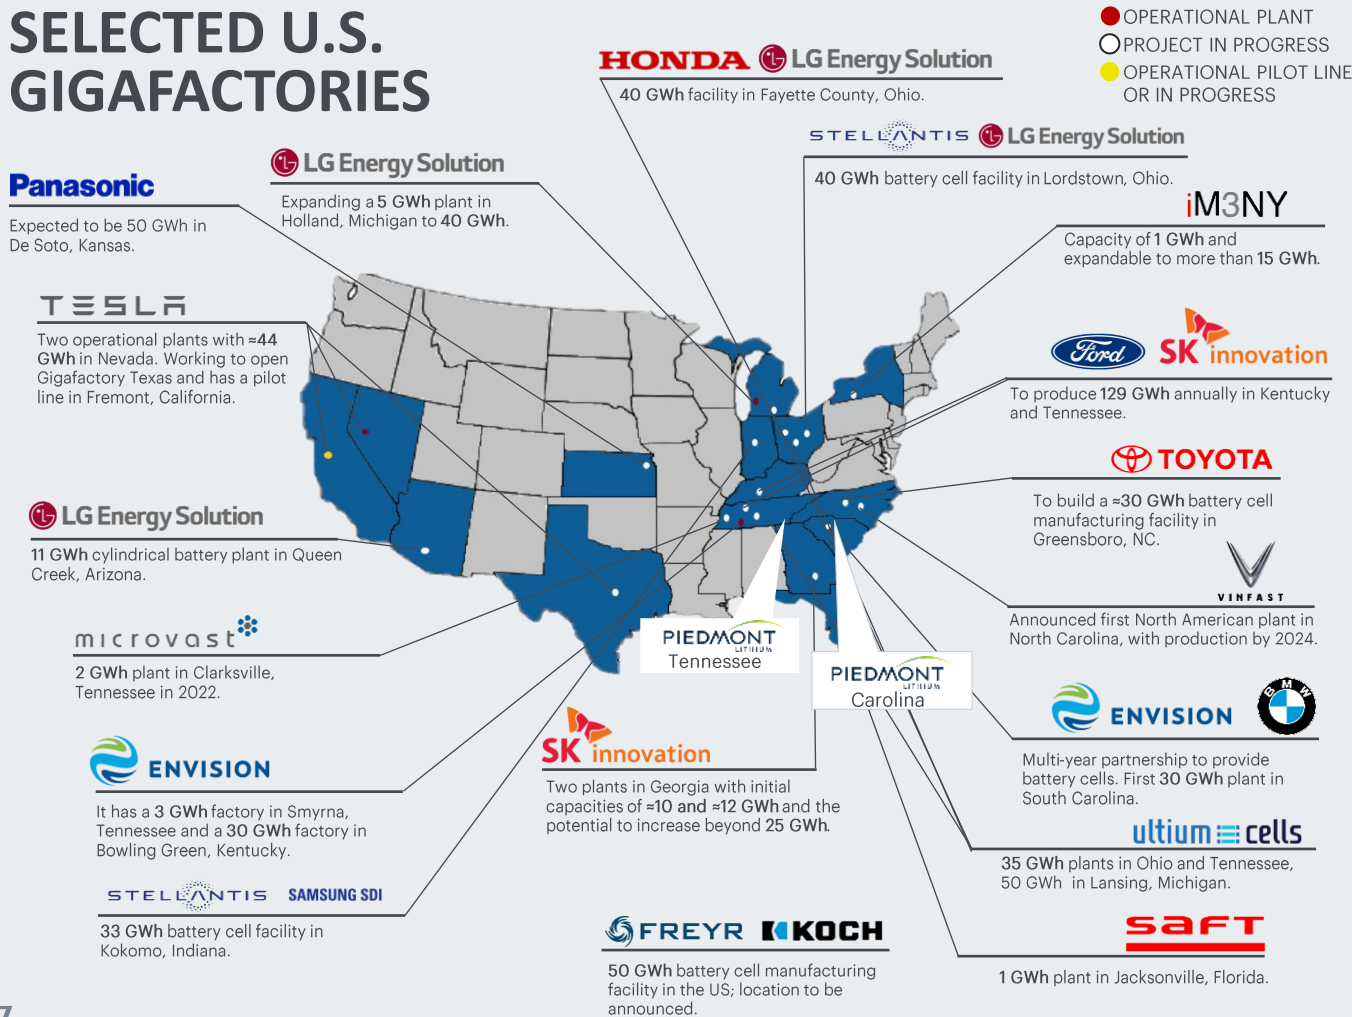 SELECTED U.S.
GIGAFACTORIES
OPERATIONAL PLANT
PROJECT IN PROGRESS
OPERATIONAL PILOT LINE
OR IN PROGRESS
HONDA LG Energy Solution
40 GWh facility in Fayette County, Ohio.
STELLANTIS LG Energy Solution
40 GWh battery cell facility in Lordstown, Ohio.
LG Energy Solution
Expanding a 5 GWh plant in
Holland, Michigan to 40 GWh.
Panasonic
Expected to be 50 GWh in
De Soto, Kansas.
iM3NY
Capacity of 1 GWh and
expandable to more than 15 GWh.
TESLA
Two operational plants with ≈44
GWh in Nevada. Working to open
Gigafactory Texas and has a pilot
line in Fremont, California.
Ford SK innovation
To produce 129 GWh annually in Kentucky
and Tennessee.
TOYOTA
To build a ≈30 GWh battery cell
manufacturing facility in
Greensboro, NC.
LG Energy Solution
11 GWh cylindrical battery plant in Queen
Creek, Arizona.
VINFAST
Announced first North American plant in
North Carolina, with production by 2024.
microvast
2 GWh plant in Clarksville,
Tennessee in 2022.
PIEDMONT
LITHIUM
Tennessee
PIEDMONT
LITHIUM
Carolina
ENVISION BMW
Multi-year partnership to provide
battery cells. First 30 GWh plant in
South Carolina.
ENVISION
It has a 3 GWh factory in Smyrna,
Tennessee and a 30 GWh factory in
Bowling Green, Kentucky.
SK innovation
Two plants in Georgia with initial
capacities of ≈10 and ≈12 GWh and the
potential to increase beyond 25 GWh.
ultium cells
35 GWh plants in Ohio and Tennessee,
50 GWh in Lansing, Michigan.
STELLANTIS SAMSUNG SDI
33 GWh battery cell facility in
Kokomo, Indiana.
FREYR KOCH
50 GWh battery cell manufacturing
facility in the US; location to be
announced.
saft
1 GWh plant in Jacksonville, Florida.
7